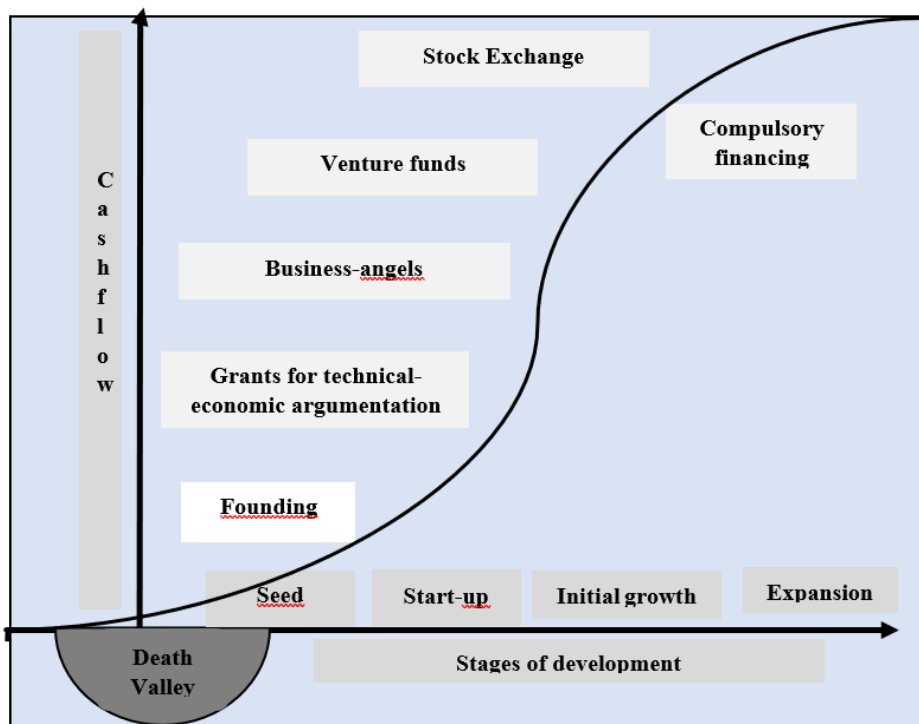 Stock Exchange
Compulsory
financing
Venture funds
Cashflow
Business-angels
Grants for technical-
economic argumentation
Founding
Seed
Start-up
Initial growth
Expansion
Death
Valley
Stages of development